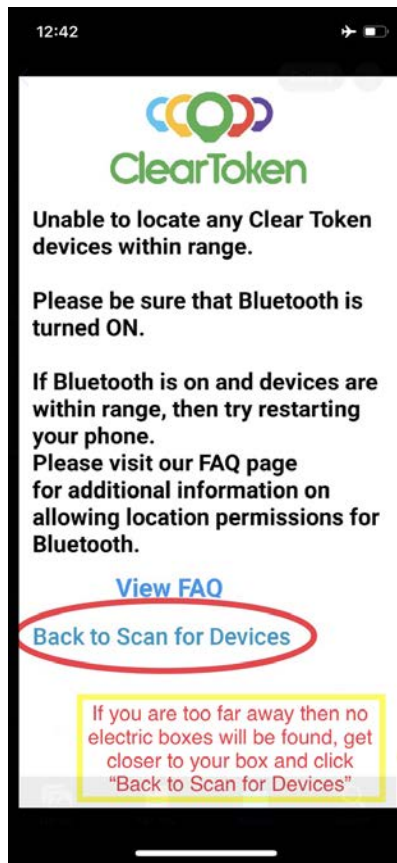 12:42
ClearToken
Unable to locate any Clear Token
devices within range.
Please be sure that Bluetooth is
turned ON.
If Bluetooth is on and devices are
within range, then try restarting
your phone.
Please visit our FAQ page
for additional information on
allowing location permissions for
Bluetooth.
View FAQ
Back to Scan for Devices
If you are too far away then no
electric boxes will be found, get
closer to your box and click
“Back to Scan for Devices”